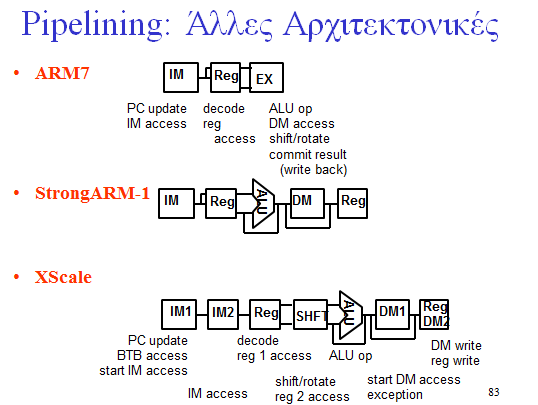 Pipelining: Άλλες Αρχιτεκτονικές
• ARM7
IM Reg EX
PC update decode ALU op
IM access reg DM access
access shift/rotate
commit result
(write back)
• StrongARM-1
IM Reg ALU DM Reg
• XScale
IM1 IM2 Reg SHFT ALU DM1 Reg
DM2
PC update decode DM write
BTB access reg 1 access ALU op reg write
start IM access
IM access shift/rotate start DM access
reg 2 access exception
83